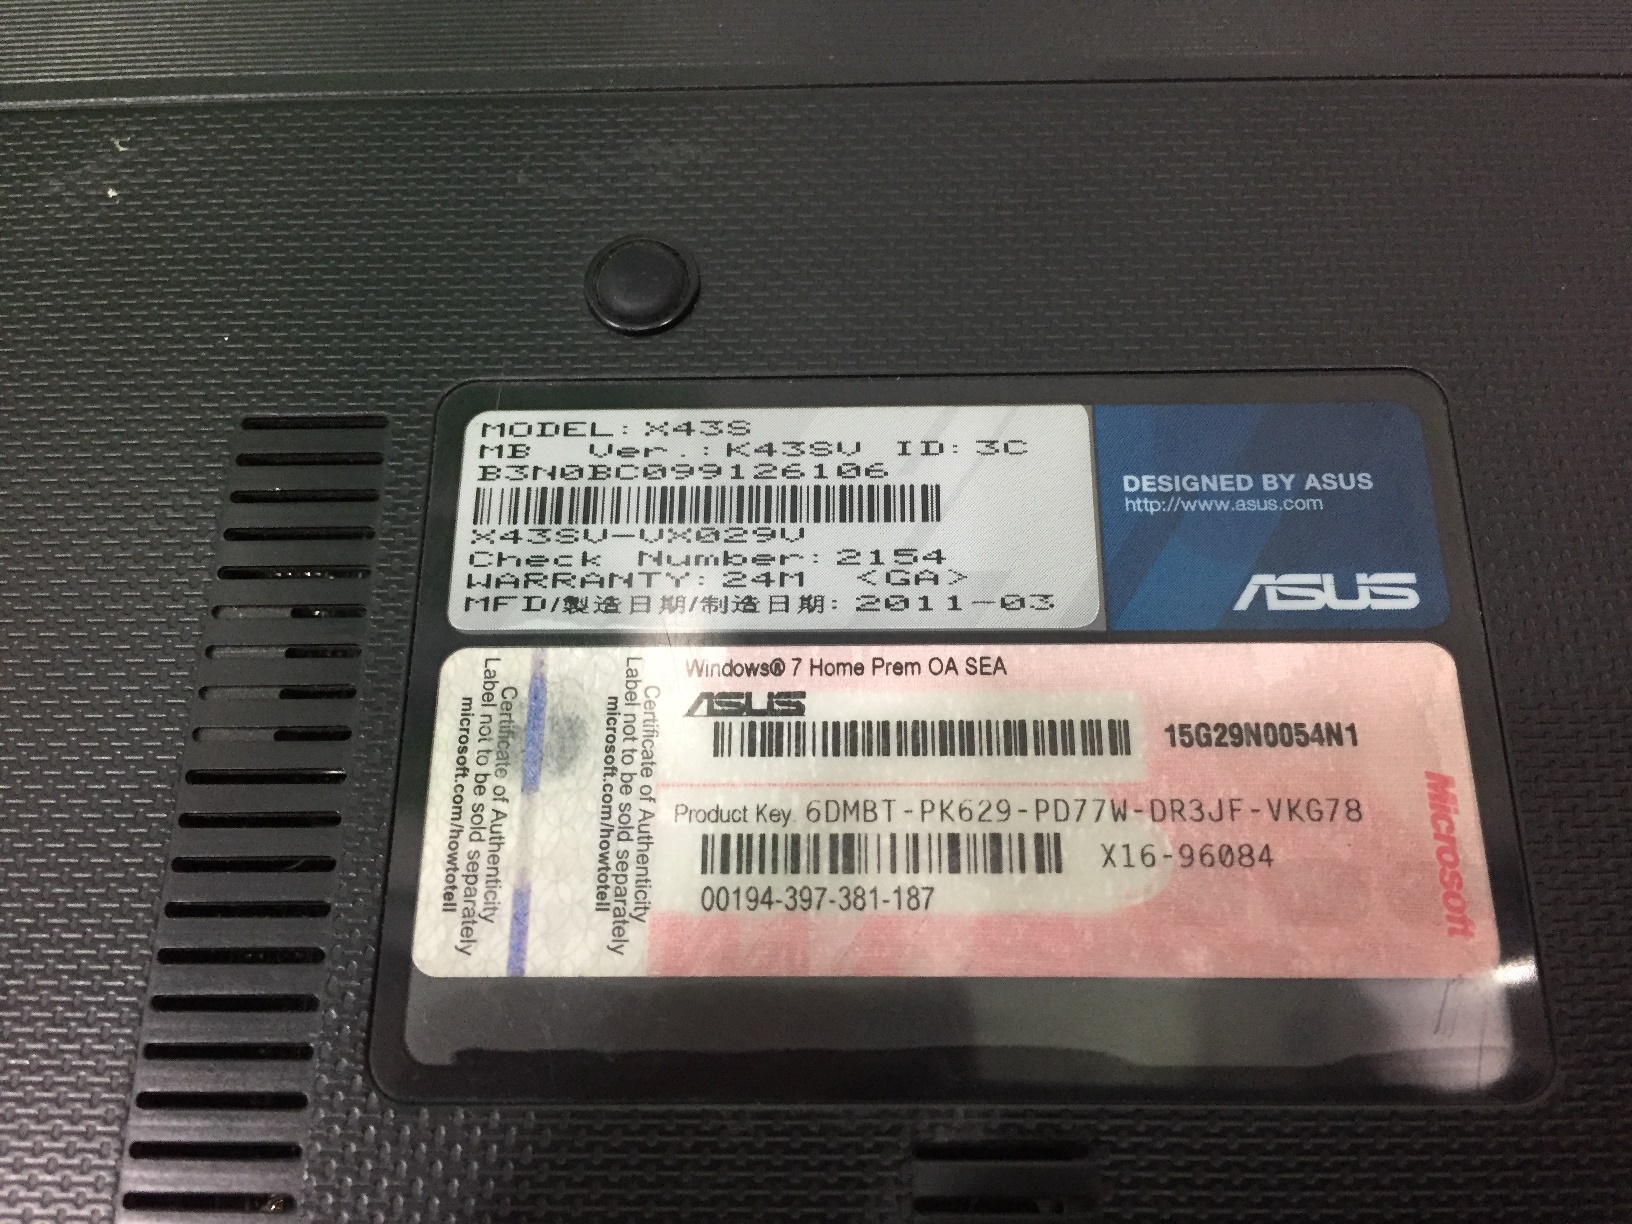 MODEL: X43S
MB Ver.: K43SV ID: 3C
B3N0BC099126106
X43SV-VX029V
Check Number: 2154
WARRANTY: 24M <GA>
MFD/製造日期/制造日期: 2011-03
DESIGNED BY ASUS
http://www.asus.com
ASUS
Certificate of Authenticity
Label not to be sold separately
microsoft.com/howtotell
Certificate of Authenticity
Label not to be sold separately
microsoft.com/howtotell
Windows® 7 Home Prem OA SEA
ASUS
15G29N0054N1
Product Key: 6DMBT-PK629-PD77W-DR3JF-VKG78
X16-96084
00194-397-381-187
Microsoft